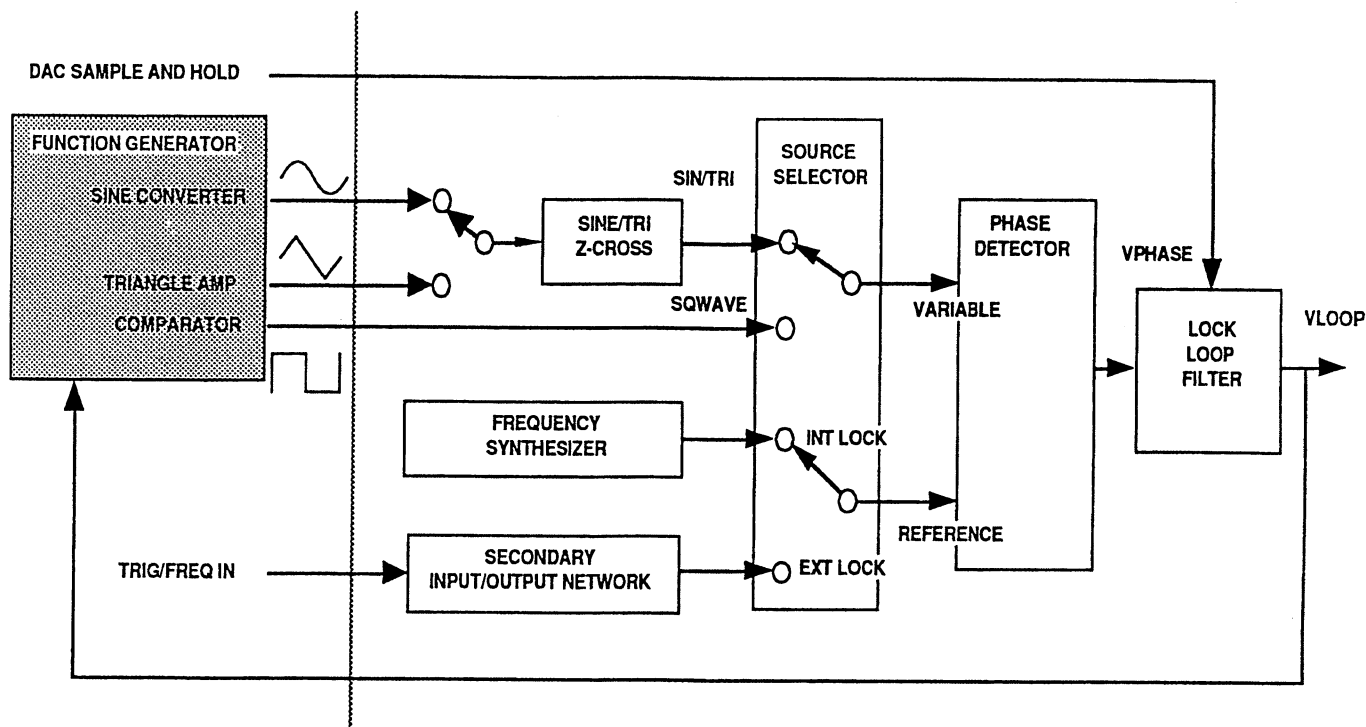 DAC SAMPLE AND HOLD
FUNCTION GENERATOR
SINE CONVERTER
TRIANGLE AMP
COMPARATOR
SINE/TRI
Z-CROSS
SIN/TRI
SQWAVE
SOURCE
SELECTOR
VARIABLE
PHASE
DETECTOR
VPHASE
LOCK
LOOP
FILTER
VLOOP
FREQUENCY
SYNTHESIZER
INT LOCK
REFERENCE
TRIG/FREQ IN
SECONDARY
INPUT/OUTPUT NETWORK
EXT LOCK